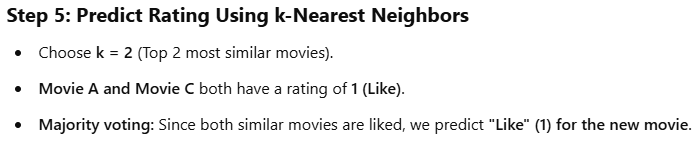 Step 5: Predict Rating Using k-Nearest Neighbors
• Choose k = 2 (Top 2 most similar movies).
• Movie A and Movie C both have a rating of 1 (Like).
• Majority voting: Since both similar movies are liked, we predict "Like" (1) for the new movie.